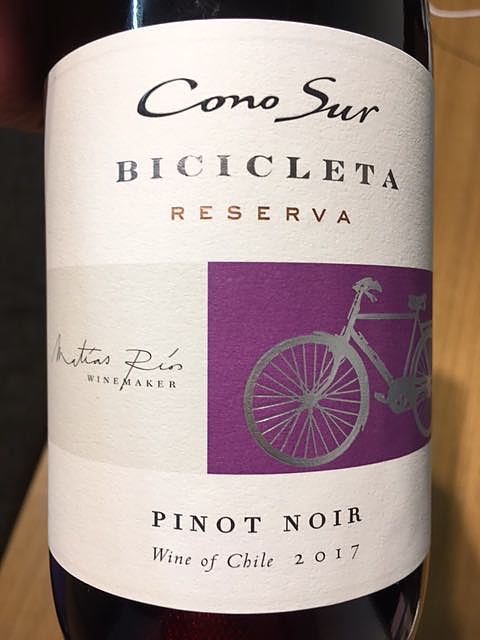 Cono Sur
BICICLETA
RESERVA
Matías Ríos
WINEMAKER
PINOT NOIR
Wine of Chile 2017